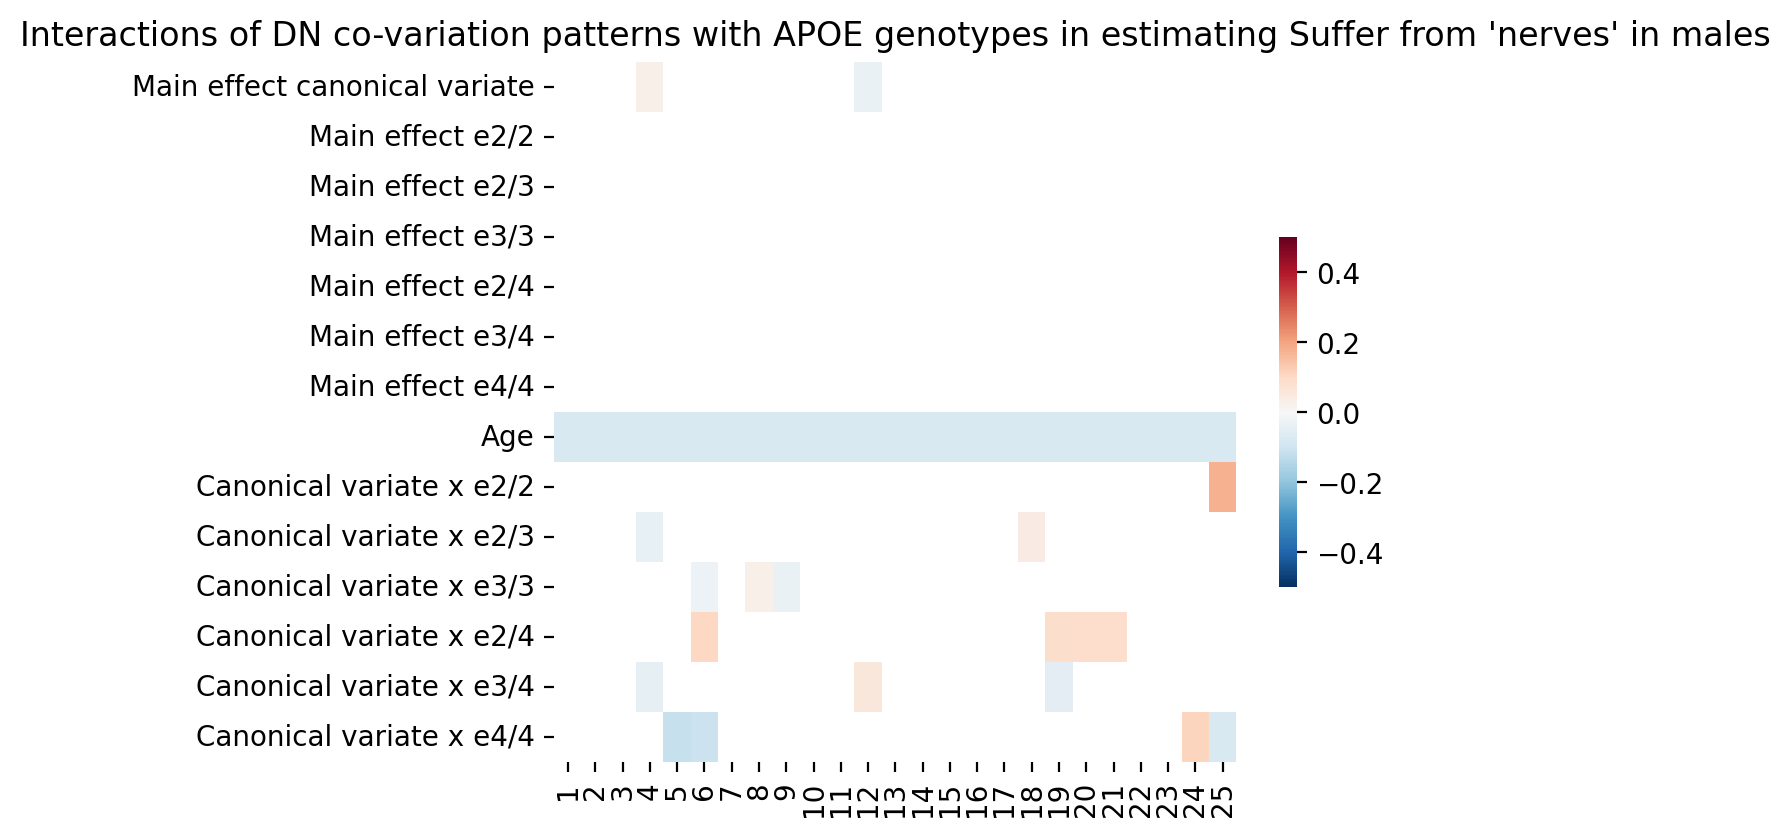 Interactions of DN co-variation patterns with APOE genotypes in estimating Suffer from 'nerves' in males
Main effect canonical variate
Main effect e2/2
Main effect e2/3
Main effect e3/3
Main effect e2/4
Main effect e3/4
Main effect e4/4
Age
Canonical variate x e2/2
Canonical variate x e2/3
Canonical variate x e3/3
Canonical variate x e2/4
Canonical variate x e3/4
Canonical variate x e4/4
1 2 3 4 5 6 7 8 9 10 11 12 13 14 15 16 17 18 19 20 21 22 23 24 25
0.4
0.2
0.0
−0.2
−0.4